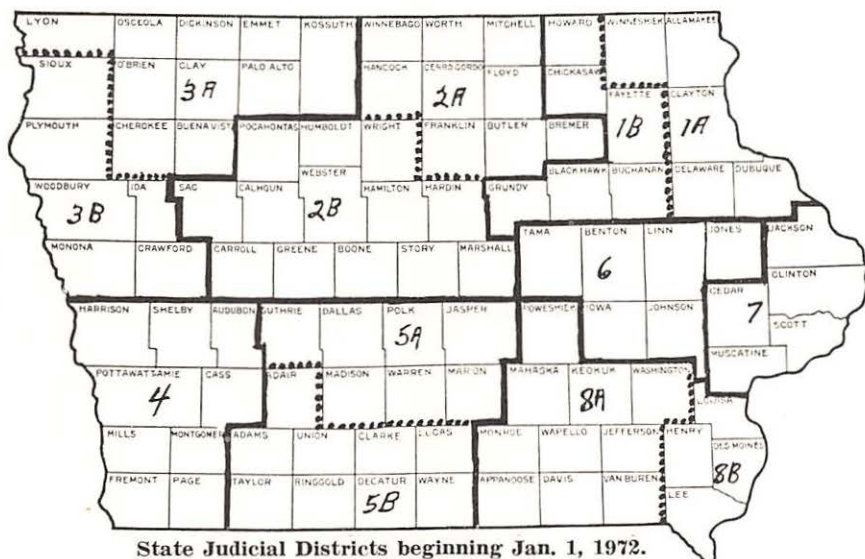 LYON OSCEOLA DICKINSON EMMET KOSSUTH WINNEBAGO WORTH MITCHELL HOWARD WINNESHIEK ALLAMAKEE
SIOUX O'BRIEN CLAY PALO ALTO HANCOCK CERRO GORDO FLOYD CHICKASAW FAYETTE CLAYTON
3A 2A 1B 1A
PLYMOUTH CHEROKEE BUENA VISTA POCAHONTAS HUMBOLDT WRIGHT FRANKLIN BUTLER BREMER
WOODBURY IDA SAC CALHOUN WEBSTER HAMILTON HARDIN GRUNDY BLACK HAWK BUCHANAN DELAWARE DUBUQUE
3B 2B
MONONA CRAWFORD CARROLL GREENE BOONE STORY MARSHALL TAMA BENTON LINN JONES JACKSON
6
CLINTON
HARRISON SHELBY AUDUBON GUTHRIE DALLAS POLK JASPER POWESHIEK IOWA JOHNSON CEDAR SCOTT
5A 7
MUSCATINE
POTTAWATTAMIE CASS ADAIR MADISON WARREN MARION MAHASKA KEOKUK WASHINGTON LOUISA
4 8A
MILLS MONTGOMERY ADAMS UNION CLARKE LUCAS MONROE WAPELLO JEFFERSON HENRY DES MOINES
8B
FREMONT PAGE TAYLOR RINGGOLD DECATUR WAYNE APPANOOSE DAVIS VAN BUREN LEE
5B
State Judicial Districts beginning Jan. 1, 1972.